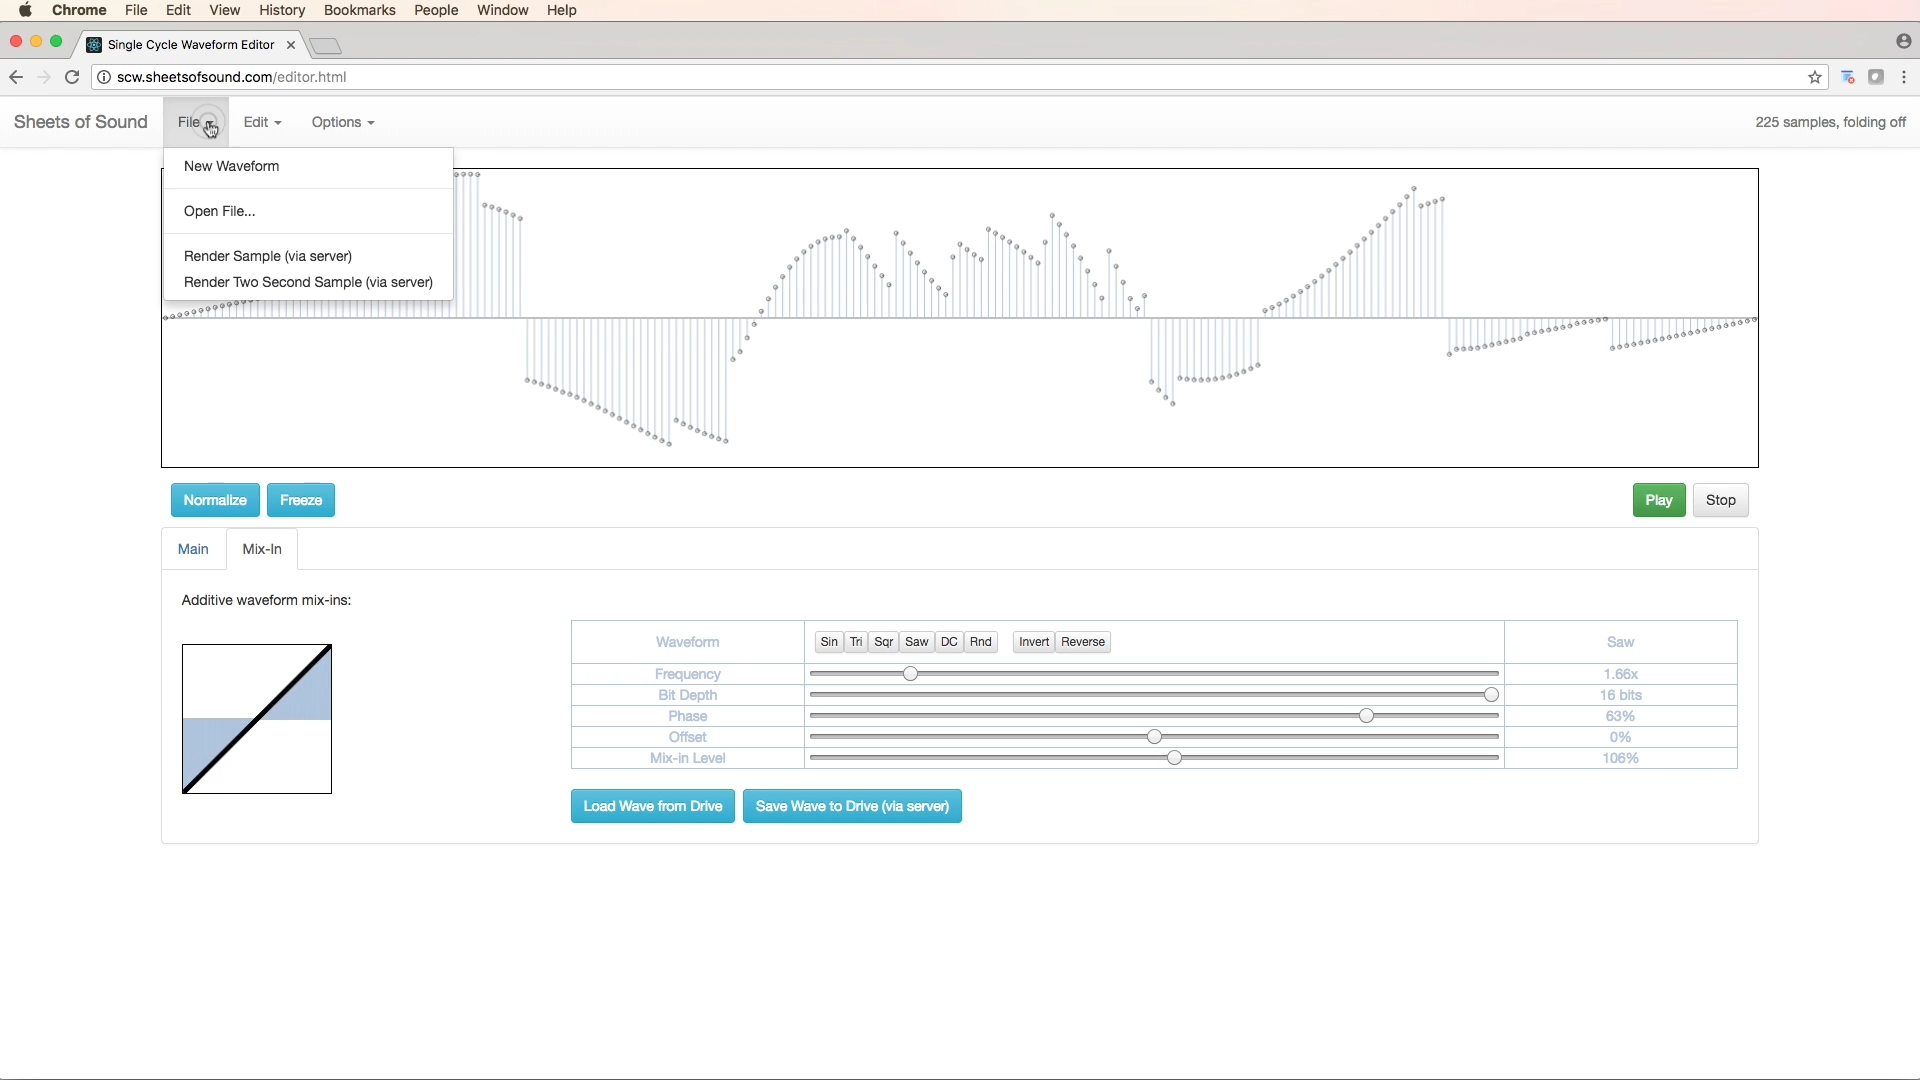 Chrome File Edit View History Bookmarks People Window Help
Single Cycle Waveform Editor
scw.sheetsofsound.com/editor.html
Sheets of Sound File Edit Options 225 samples, folding off
New Waveform
Open File...
Render Sample (via server)
Render Two Second Sample (via server)
Normalize Freeze Play Stop
Main Mix-In
Additive waveform mix-ins:
Waveform Sin Tri Sqr Saw DC Rnd Invert Reverse Saw
Frequency 1.66x
Bit Depth 16 bits
Phase 63%
Offset 0%
Mix-in Level 106%
Load Wave from Drive Save Wave to Drive (via server)